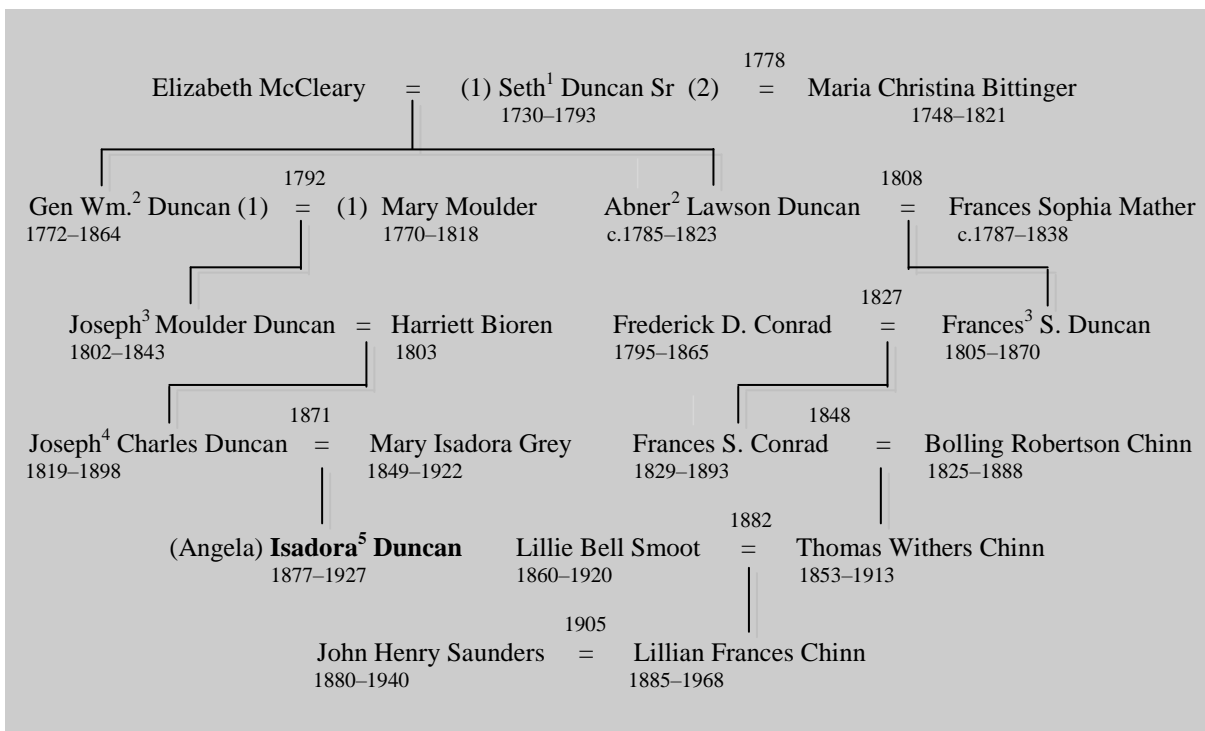 1778
Elizabeth McCleary = (1) Seth¹ Duncan Sr (2) = Maria Christina Bittinger
1730–1793 1748–1821
1792 1808
Gen Wm.² Duncan (1) = (1) Mary Moulder Abner² Lawson Duncan = Frances Sophia Mather
1772–1864 1770–1818 c.1785–1823 c.1787–1838
1827
Joseph³ Moulder Duncan = Harriett Bioren Frederick D. Conrad = Frances³ S. Duncan
1802–1843 1803 1795–1865 1805–1870
1871 1848
Joseph⁴ Charles Duncan = Mary Isadora Grey Frances S. Conrad = Bolling Robertson Chinn
1819–1898 1849–1922 1829–1893 1825–1888
1882
(Angela) Isadora⁵ Duncan Lillie Bell Smoot = Thomas Withers Chinn
1877–1927 1860–1920 1853–1913
1905
John Henry Saunders = Lillian Frances Chinn
1880–1940 1885–1968